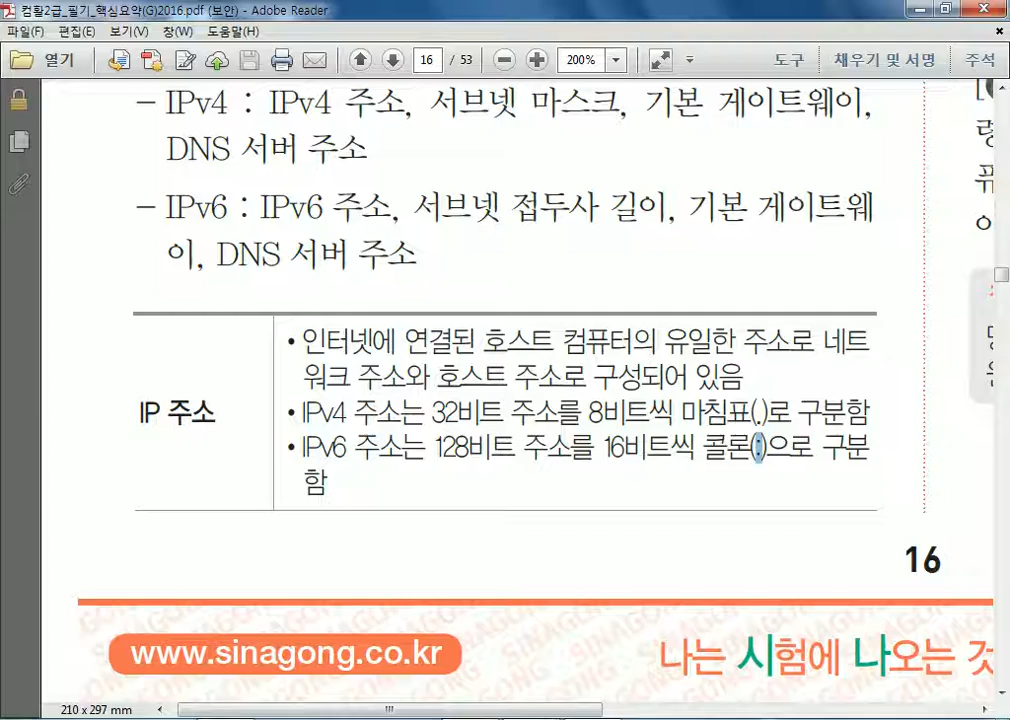 컴활2급_필기_핵심요약(G)2016.pdf (보안) - Adobe Reader
파일(F) 편집(E) 보기(V) 창(W) 도움말(H)
열기 16 / 53 200% 도구 채우기 및 서명 주석
– IPv4 : IPv4 주소, 서브넷 마스크, 기본 게이트웨이,
DNS 서버 주소
– IPv6 : IPv6 주소, 서브넷 접두사 길이, 기본 게이트웨
이, DNS 서버 주소
• 인터넷에 연결된 호스트 컴퓨터의 유일한 주소로 네트
워크 주소와 호스트 주소로 구성되어 있음
IP 주소
• IPv4 주소는 32비트 주소를 8비트씩 마침표(.)로 구분함
• IPv6 주소는 128비트 주소를 16비트씩 콜론(:)으로 구분
함
16
www.sinagong.co.kr
나는 시험에 나오는 것
210 x 297 mm